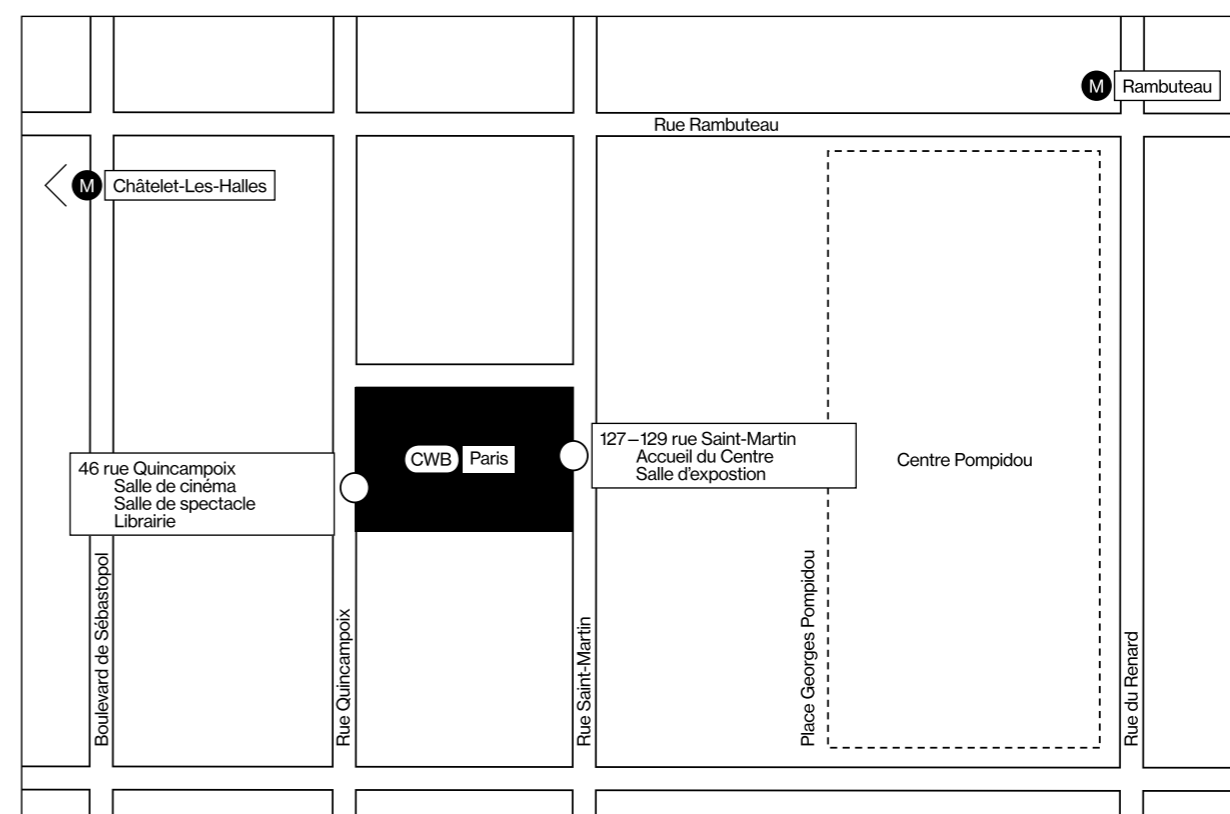 M Rambuteau
Rue Rambuteau
M Châtelet-Les-Halles
127–129 rue Saint-Martin
Accueil du Centre
Salle d'expostion
CWB Paris
Centre Pompidou
46 rue Quincampoix
Salle de cinéma
Salle de spectacle
Librairie
Boulevard de Sébastopol
Rue Quincampoix
Rue Saint-Martin
Place Georges Pompidou
Rue du Renard